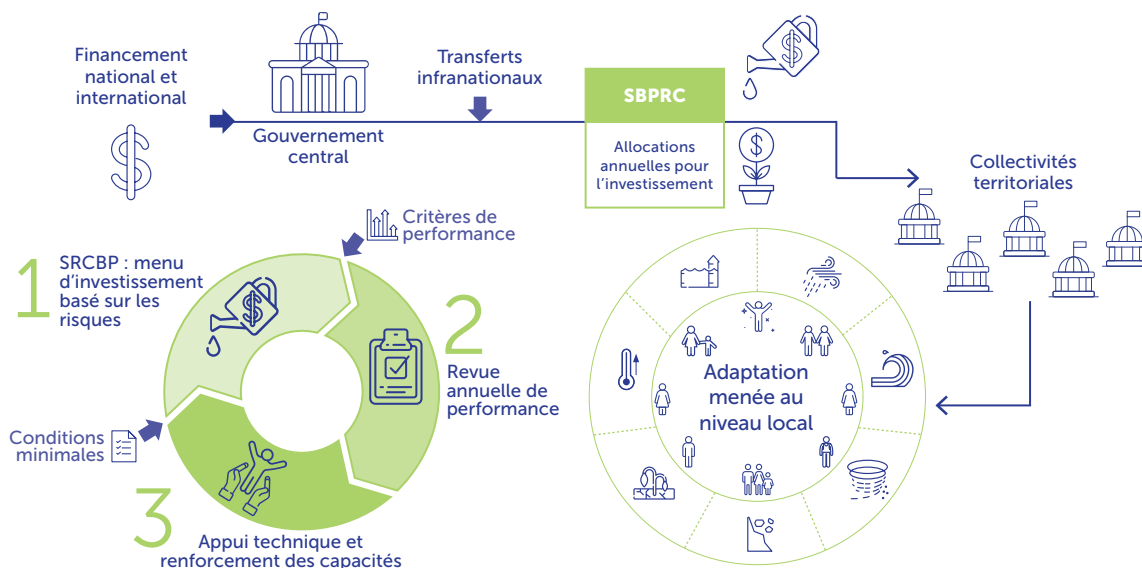 Financement
national et
international
Gouvernement
central
Transferts
infranationaux
SBPRC
Allocations
annuelles pour
l’investissement
Collectivités
territoriales
Critères de
performance
1
SRCBP : menu
d’investissement
basé sur les
risques
2
Revue
annuelle de
performance
Conditions
minimales
3
Appui technique et
renforcement des capacités
Adaptation
menée au
niveau local